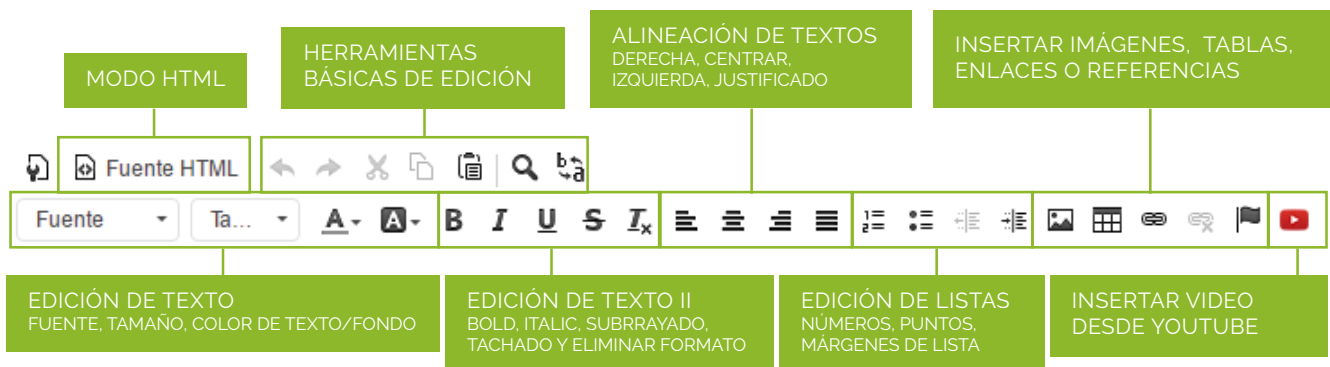 MODO HTML
HERRAMIENTAS
BÁSICAS DE EDICIÓN
ALINEACIÓN DE TEXTOS
DERECHA, CENTRAR,
IZQUIERDA, JUSTIFICADO
INSERTAR IMÁGENES, TABLAS,
ENLACES O REFERENCIAS
Fuente HTML
Fuente
Ta...
EDICIÓN DE TEXTO
FUENTE, TAMAÑO, COLOR DE TEXTO/FONDO
EDICIÓN DE TEXTO II
BOLD, ITALIC, SUBRRAYADO,
TACHADO Y ELIMINAR FORMATO
EDICIÓN DE LISTAS
NÚMEROS, PUNTOS,
MÁRGENES DE LISTA
INSERTAR VIDEO
DESDE YOUTUBE